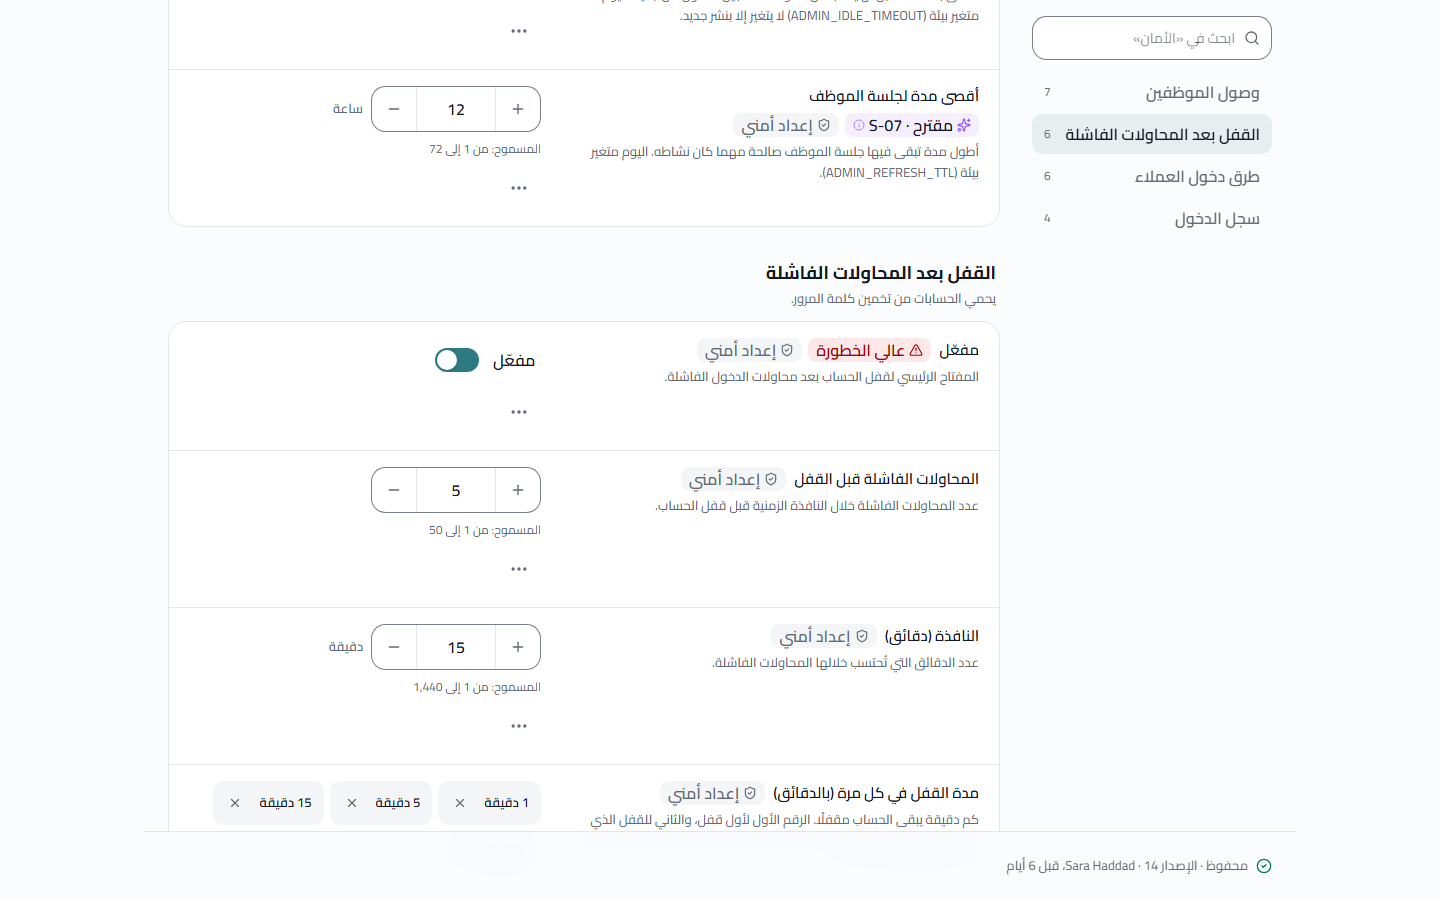 متغير بيئة (ADMIN_IDLE_TIMEOUT) لا يتغير إلا بنشر جديد.
ابحث في «الأمان»
وصول الموظفين 7
القفل بعد المحاولات الفاشلة 6
طرق دخول العملاء 6
سجل الدخول 4
أقصى مدة لجلسة الموظف
مقترح · S-07
إعداد أمني
أطول مدة تبقى فيها جلسة الموظف صالحة مهما كان نشاطه. اليوم متغير
بيئة (ADMIN_REFRESH_TTL).
12
ساعة
المسموح: من 1 إلى 72
القفل بعد المحاولات الفاشلة
يحمي الحسابات من تخمين كلمة المرور.
مفعّل
عالي الخطورة
إعداد أمني
المفتاح الرئيسي لقفل الحساب بعد محاولات الدخول الفاشلة.
مفعّل
المحاولات الفاشلة قبل القفل
إعداد أمني
عدد المحاولات الفاشلة خلال النافذة الزمنية قبل قفل الحساب.
5
المسموح: من 1 إلى 50
النافذة (دقائق)
إعداد أمني
عدد الدقائق التي تُحتسب خلالها المحاولات الفاشلة.
15
دقيقة
المسموح: من 1 إلى 1,440
مدة القفل في كل مرة (بالدقائق)
إعداد أمني
كم دقيقة يبقى الحساب مقفلًا. الرقم الأول لأول قفل، والثاني للقفل الذي
1 دقيقة
5 دقيقة
15 دقيقة
محفوظ · الإصدار 14 · Sara Haddad، قبل 6 أيام